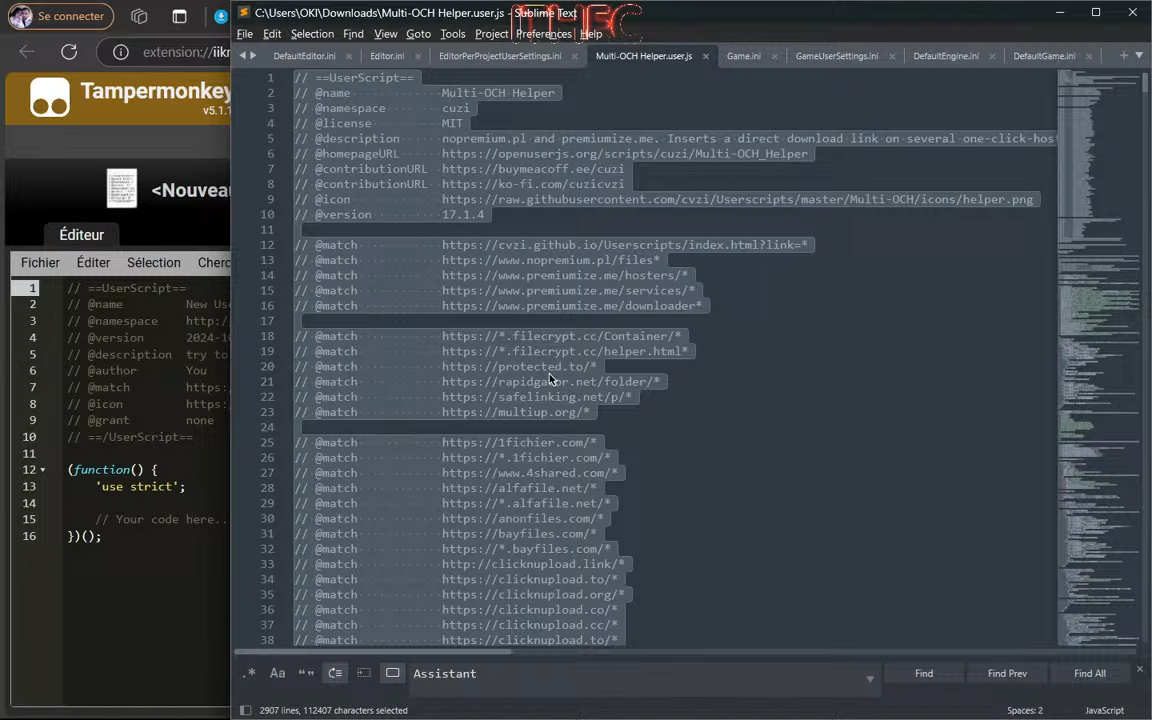 Se connecter
extension://iikr
Tampermonkey
v5.1.1
<Nouveau
Éditeur
Fichier Éditer Sélection Cherc
1 // ==UserScript==
2 // @name New Use
3 // @namespace http:/
4 // @version 2024-10
5 // @description try to
6 // @author You
7 // @match https:
8 // @icon https:
9 // @grant none
10 // ==/UserScript==
11
12 (function() {
13 'use strict';
14
15 // Your code here..
16 })();
C:\Users\OKI\Downloads\Multi-OCH Helper.user.js - Sublime Text
File Edit Selection Find View Goto Tools Project Preferences Help
DefaultEditor.ini Editor.ini EditorPerProjectUserSettings.ini Multi-OCH Helper.user.js Game.ini GameUserSettings.ini DefaultEngine.ini DefaultGame.ini
1 // ==UserScript==
2 // @name Multi-OCH Helper
3 // @namespace cuzi
4 // @license MIT
5 // @description nopremium.pl and premiumize.me. Inserts a direct download link on several one-click-host
6 // @homepageURL https://openuserjs.org/scripts/cuzi/Multi-OCH_Helper
7 // @contributionURL https://buymeacoff.ee/cuzi
8 // @contributionURL https://ko-fi.com/cuzicvzi
9 // @icon https://raw.githubusercontent.com/cvzi/Userscripts/master/Multi-OCH/icons/helper.png
10 // @version 17.1.4
11
12 // @match https://cvzi.github.io/Userscripts/index.html?link=*
13 // @match https://www.nopremium.pl/files*
14 // @match https://www.premiumize.me/hosters/*
15 // @match https://www.premiumize.me/services/*
16 // @match https://www.premiumize.me/downloader*
17
18 // @match https://*.filecrypt.cc/Container/*
19 // @match https://*.filecrypt.cc/helper.html*
20 // @match https://protected.to/*
21 // @match https://rapidgator.net/folder/*
22 // @match https://safelinking.net/p/*
23 // @match https://multiup.org/*
24
25 // @match https://1fichier.com/*
26 // @match https://*.1fichier.com/*
27 // @match https://www.4shared.com/*
28 // @match https://alfafile.net/*
29 // @match https://*.alfafile.net/*
30 // @match https://anonfiles.com/*
31 // @match https://bayfiles.com/*
32 // @match https://*.bayfiles.com/*
33 // @match http://clicknupload.link/*
34 // @match https://clicknupload.to/*
35 // @match https://clicknupload.org/*
36 // @match https://clicknupload.co/*
37 // @match https://clicknupload.cc/*
38 // @match https://clicknupload.to/*
.* Aa “” Assistant Find Find Prev Find All
2907 lines, 112407 characters selected Spaces: 2 JavaScript